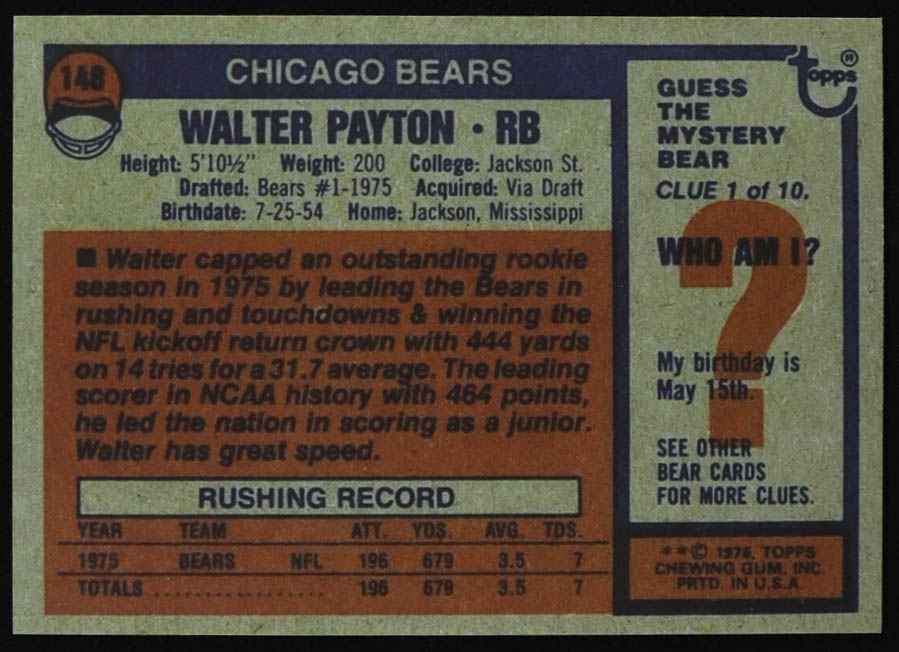 148
CHICAGO BEARS
WALTER PAYTON • RB
Height: 5'10½" Weight: 200 College: Jackson St.
Drafted: Bears #1-1975 Acquired: Via Draft
Birthdate: 7-25-54 Home: Jackson, Mississippi
■ Walter capped an outstanding rookie
season in 1975 by leading the Bears in
rushing and touchdowns & winning the
NFL kickoff return crown with 444 yards
on 14 tries for a 31.7 average. The leading
scorer in NCAA history with 464 points,
he led the nation in scoring as a junior.
Walter has great speed.
RUSHING RECORD
YEAR TEAM ATT. YDS. AVG. TDS.
1975 BEARS NFL 196 679 3.5 7
TOTALS .................... 196 679 3.5 7
topps®
GUESS
THE
MYSTERY
BEAR
CLUE 1 of 10.
?
WHO AM I?
My birthday is
May 15th.
SEE OTHER
BEAR CARDS
FOR MORE CLUES.
**© 1976, TOPPS
CHEWING GUM, INC.
PRTD. IN U.S.A.